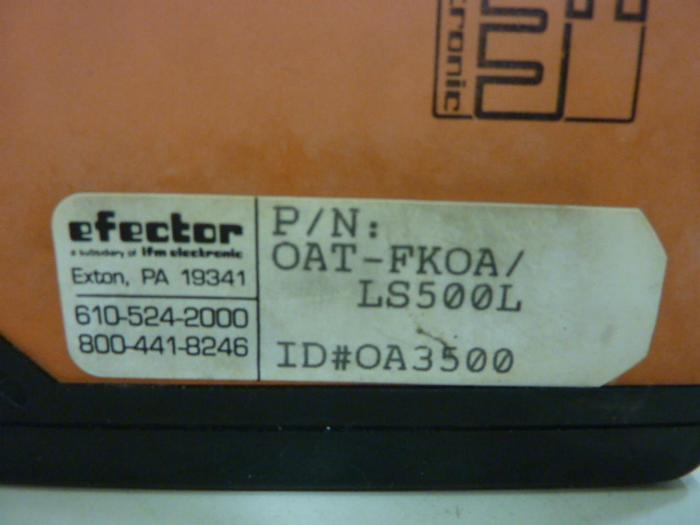 tronic
efector
a subsidiary of ifm electronic
Exton, PA 19341
610-524-2000
800-441-8246
P/N:
OAT-FKOA/
LS500L
ID#OA3500